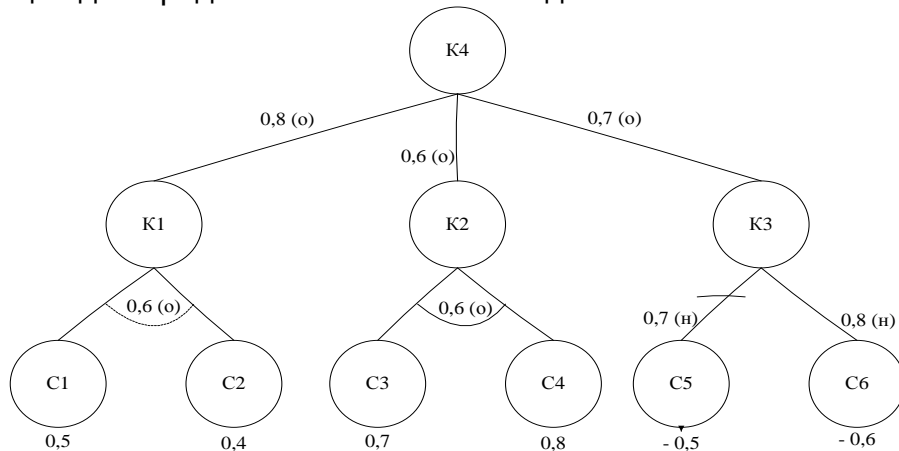 К4
0,8 (о)
0,7 (о)
0,6 (о)
К1
К2
К3
0,6 (о)
0,6 (о)
0,7 (н)
0,8 (н)
С1
С2
С3
С4
С5
С6
0,5
0,4
0,7
0,8
- 0,5
- 0,6